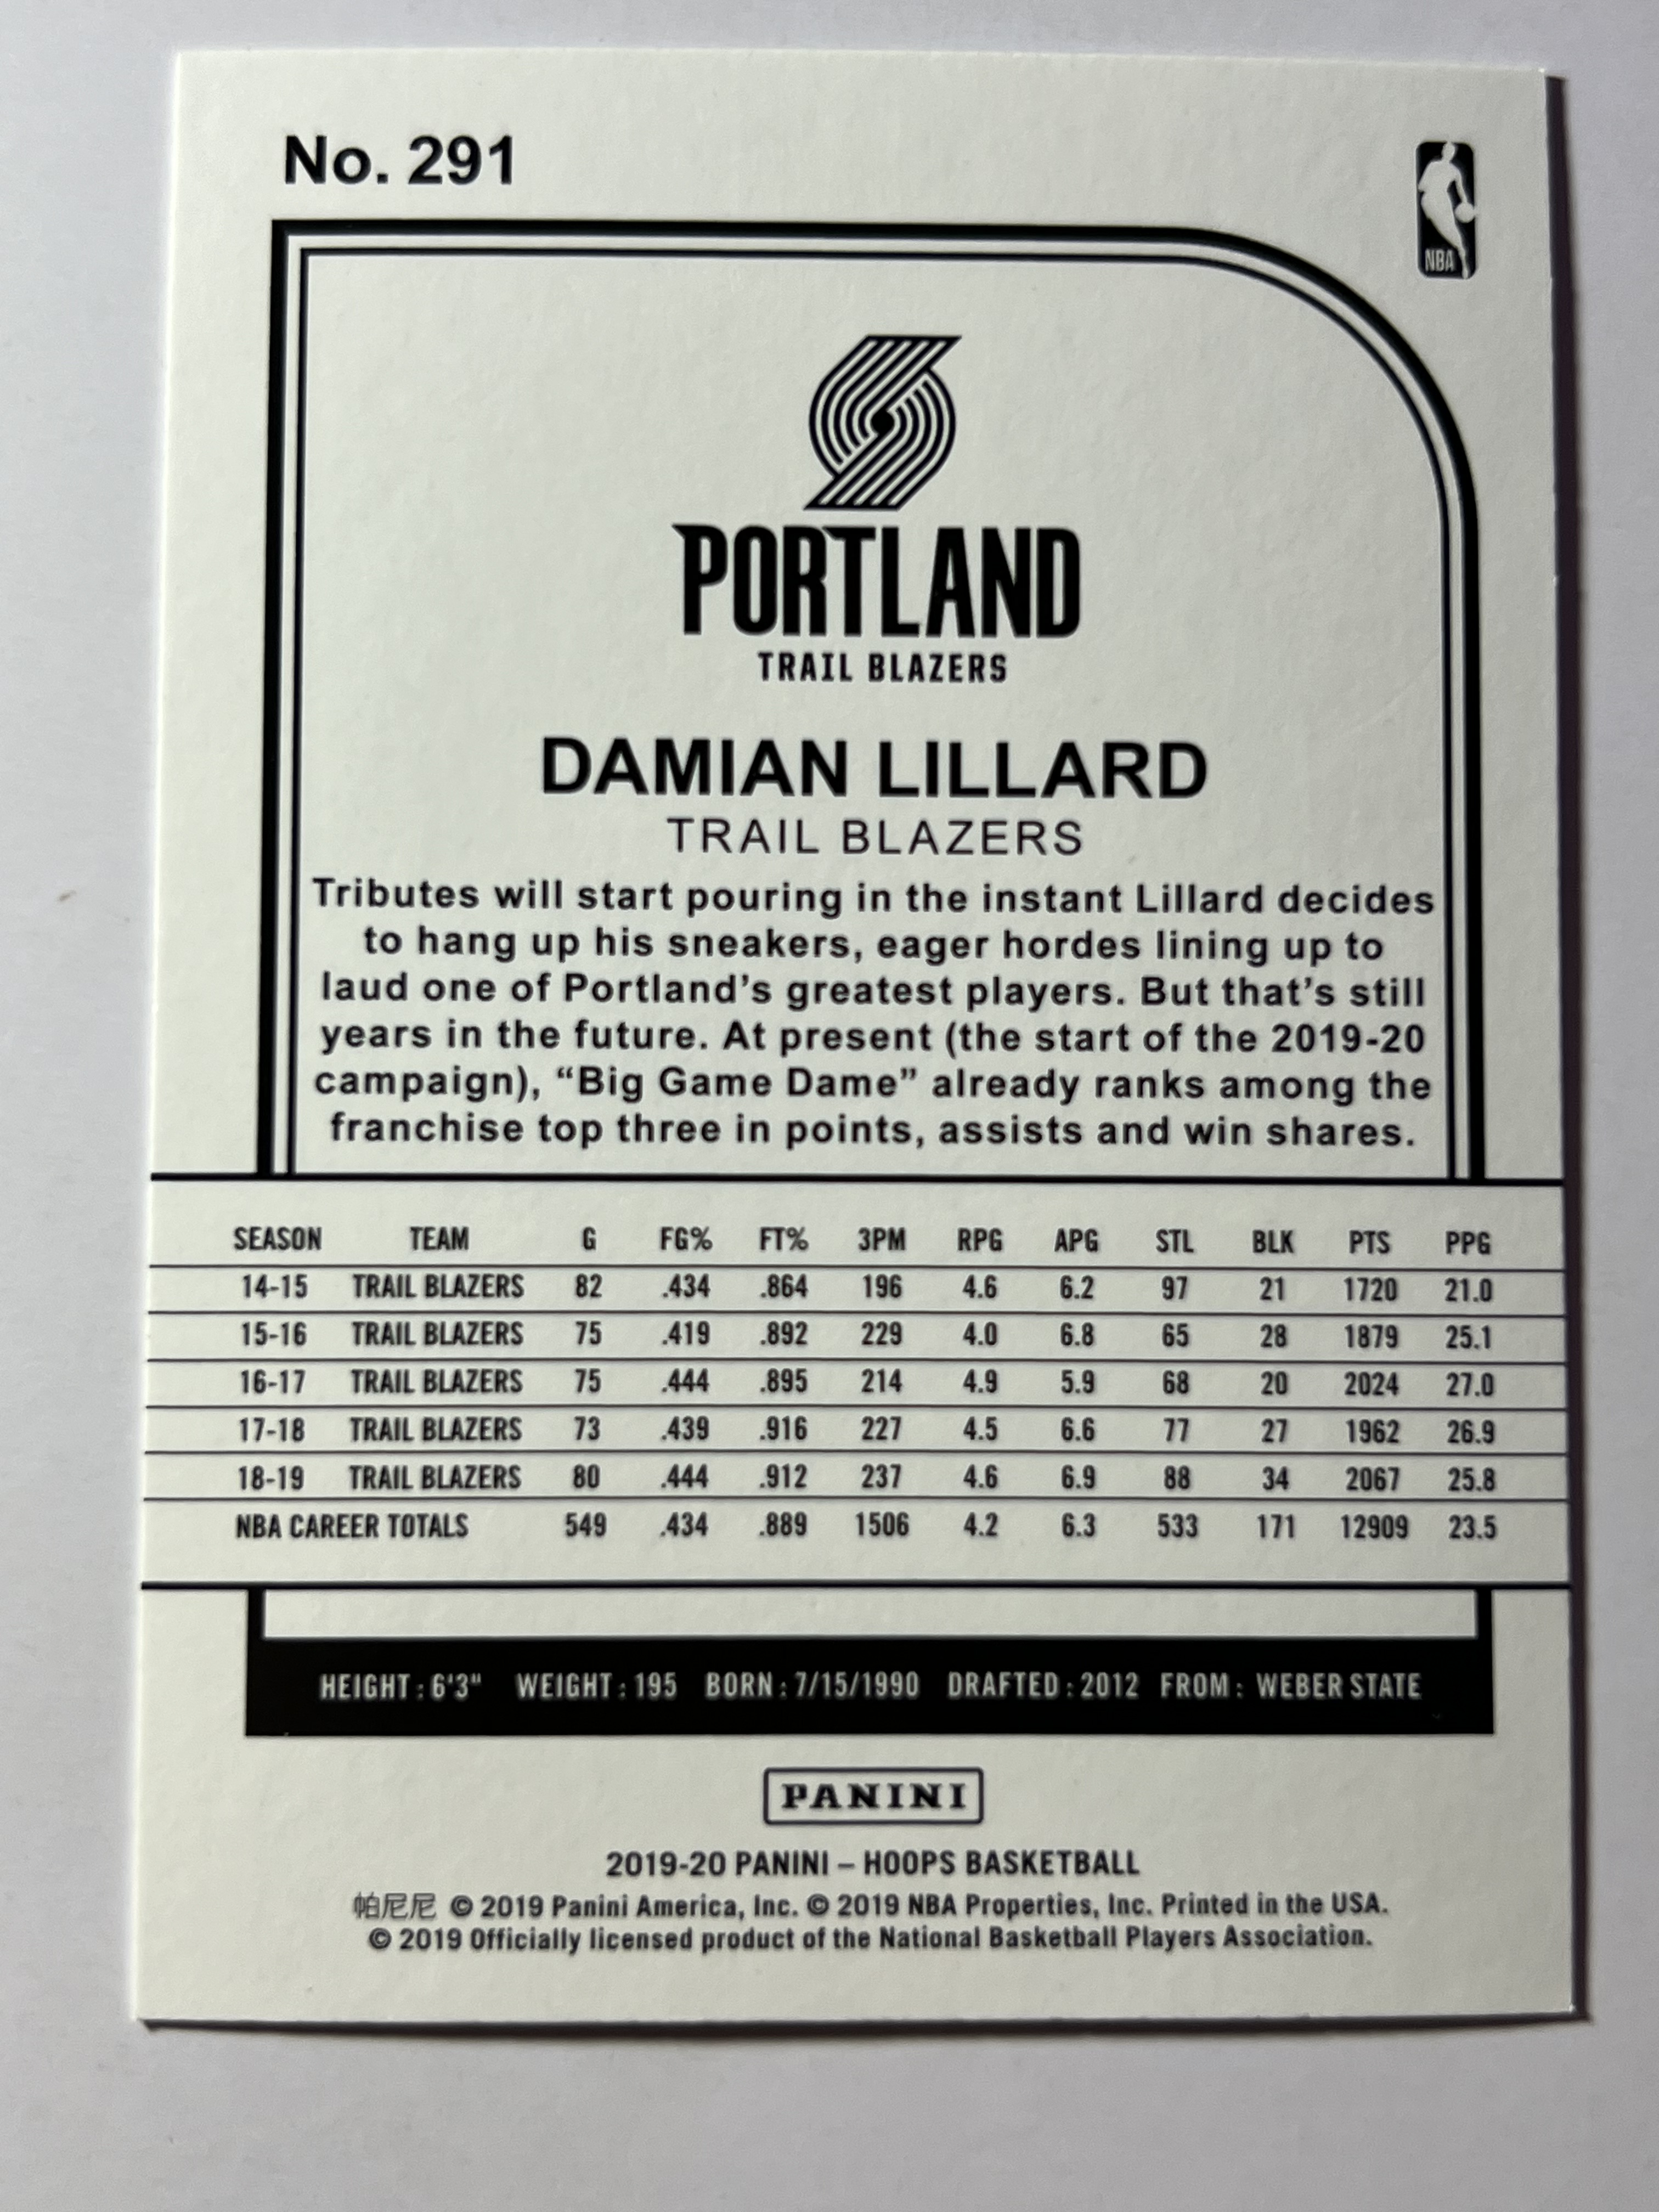 No. 291
NBA
PORTLAND
TRAIL BLAZERS
DAMIAN LILLARD
TRAIL BLAZERS
Tributes will start pouring in the instant Lillard decides
to hang up his sneakers, eager hordes lining up to
laud one of Portland’s greatest players. But that’s still
years in the future. At present (the start of the 2019-20
campaign), “Big Game Dame” already ranks among the
franchise top three in points, assists and win shares.
SEASON TEAM G FG% FT% 3PM RPG APG STL BLK PTS PPG
14-15 TRAIL BLAZERS 82 .434 .864 196 4.6 6.2 97 21 1720 21.0
15-16 TRAIL BLAZERS 75 .419 .892 229 4.0 6.8 65 28 1879 25.1
16-17 TRAIL BLAZERS 75 .444 .895 214 4.9 5.9 68 20 2024 27.0
17-18 TRAIL BLAZERS 73 .439 .916 227 4.5 6.6 77 27 1962 26.9
18-19 TRAIL BLAZERS 80 .444 .912 237 4.6 6.9 88 34 2067 25.8
NBA CAREER TOTALS 549 .434 .889 1506 4.2 6.3 533 171 12909 23.5
HEIGHT : 6'3" WEIGHT : 195 BORN : 7/15/1990 DRAFTED : 2012 FROM : WEBER STATE
PANINI
2019-20 PANINI – HOOPS BASKETBALL
帕尼尼 © 2019 Panini America, Inc. © 2019 NBA Properties, Inc. Printed in the USA.
© 2019 Officially licensed product of the National Basketball Players Association.